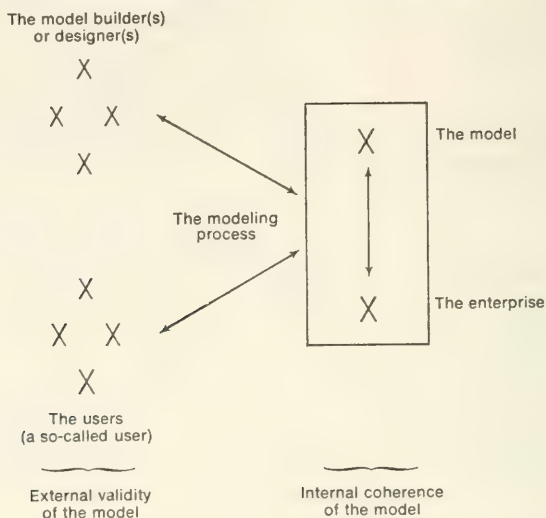 The model builder(s)
or designer(s)
X
X X
X
The modeling
process
X
X X
X
The users
(a so-called user)
External validity
of the model
X
The model
X
The enterprise
Internal coherence
of the model